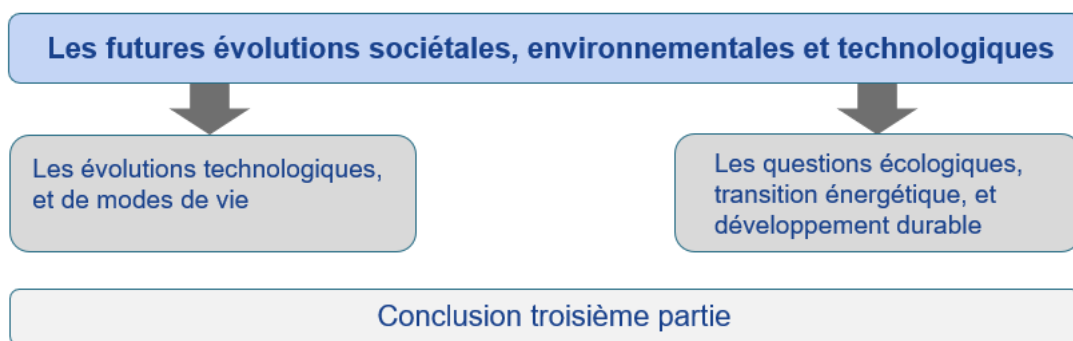 Les futures évolutions sociétales, environnementales et technologiques
Les évolutions technologiques,
et de modes de vie
Les questions écologiques,
transition énergétique, et
développement durable
Conclusion troisième partie